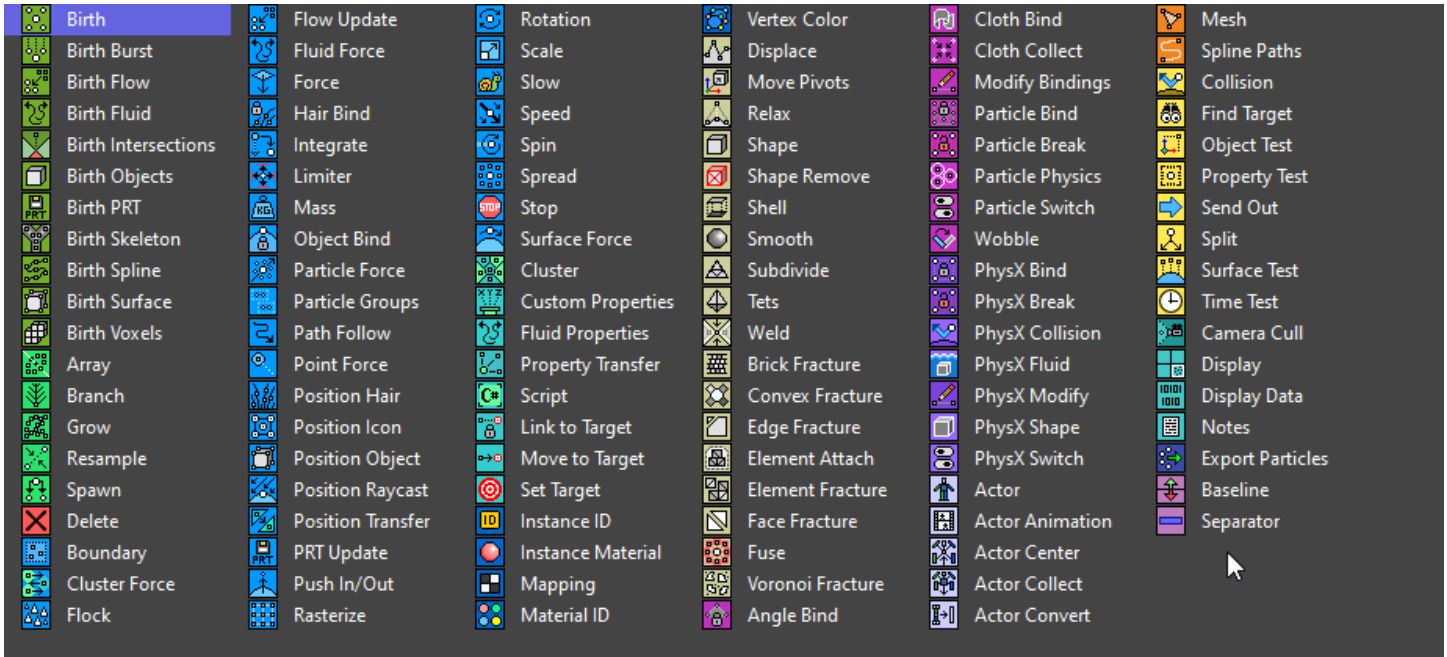 Birth
Birth Burst
Birth Flow
Birth Fluid
Birth Intersections
Birth Objects
PRT Birth PRT
Birth Skeleton
Birth Spline
Birth Surface
Birth Voxels
Array
Branch
Grow
Resample
Spawn
Delete
Boundary
Cluster Force
Flock
Flow Update
Fluid Force
Force
Hair Bind
Integrate
Limiter
KG Mass
Object Bind
Particle Force
Particle Groups
Path Follow
Point Force
Position Hair
Position Icon
Position Object
Position Raycast
Position Transfer
PRT PRT Update
Push In/Out
Rasterize
Rotation
Scale
Slow
Speed
Spin
Spread
STOP Stop
Surface Force
Cluster
XYZ Custom Properties
Fluid Properties
Property Transfer
C# Script
Link to Target
Move to Target
Set Target
ID Instance ID
Instance Material
Mapping
Material ID
Vertex Color
Displace
Move Pivots
Relax
Shape
Shape Remove
Shell
Smooth
Subdivide
Tets
Weld
Brick Fracture
Convex Fracture
Edge Fracture
Element Attach
Element Fracture
Face Fracture
Fuse
Voronoi Fracture
Angle Bind
Cloth Bind
Cloth Collect
Modify Bindings
Particle Bind
Particle Break
Particle Physics
Particle Switch
Wobble
PhysX Bind
PhysX Break
PhysX Collision
PhysX Fluid
PhysX Modify
PhysX Shape
PhysX Switch
Actor
Actor Animation
Actor Center
Actor Collect
Actor Convert
Mesh
Spline Paths
Collision
Find Target
Object Test
Property Test
Send Out
Split
Surface Test
Time Test
Camera Cull
Display
Display Data
Notes
Export Particles
Baseline
Separator